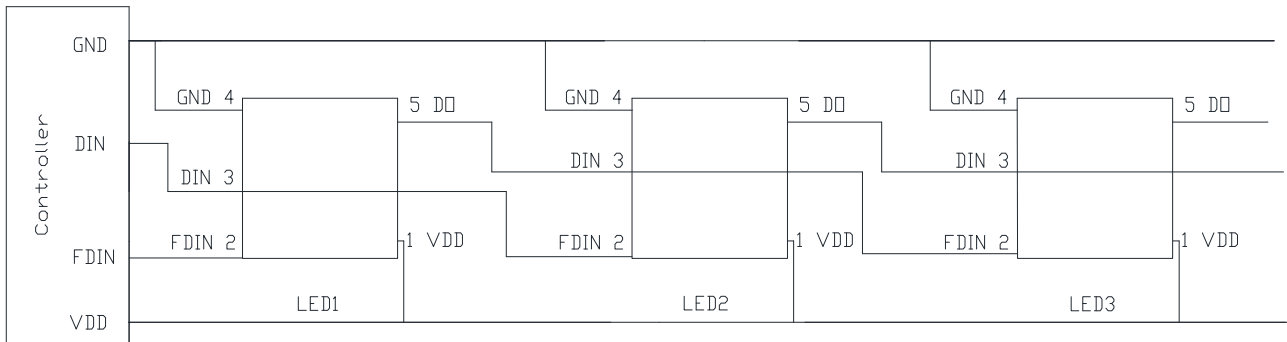 Controller
GND
DIN
FDIN
VDD
GND 4
5 DO
DIN 3
FDIN 2
1 VDD
LED1
GND 4
5 DO
DIN 3
FDIN 2
1 VDD
LED2
GND 4
5 DO
DIN 3
FDIN 2
1 VDD
LED3